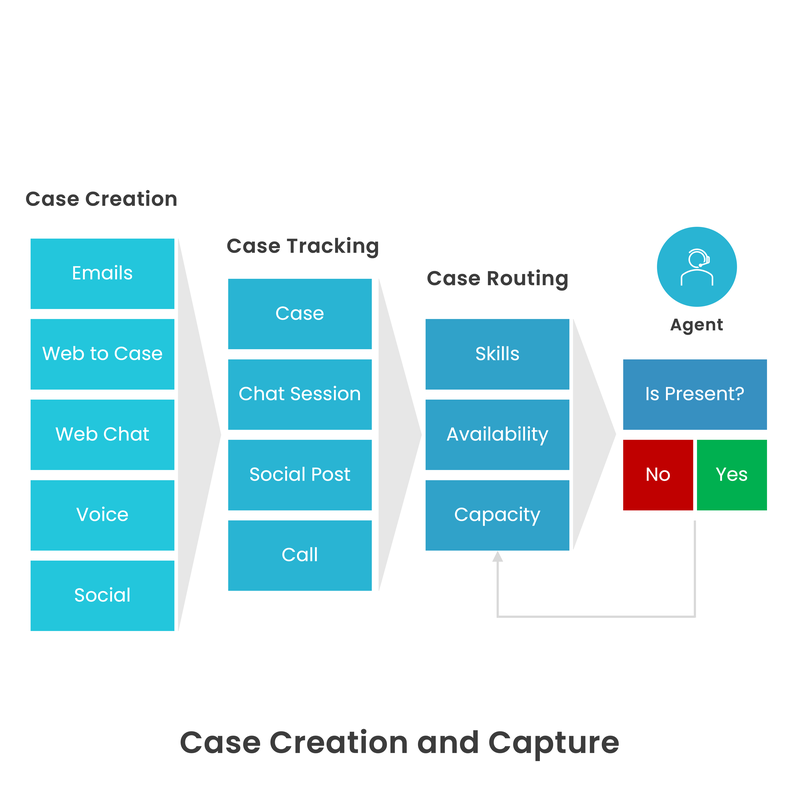 Case Creation
Emails
Web to Case
Web Chat
Voice
Social
Case Tracking
Case
Chat Session
Social Post
Call
Case Routing
Skills
Availability
Capacity
Agent
Is Present?
No
Yes
Case Creation and Capture